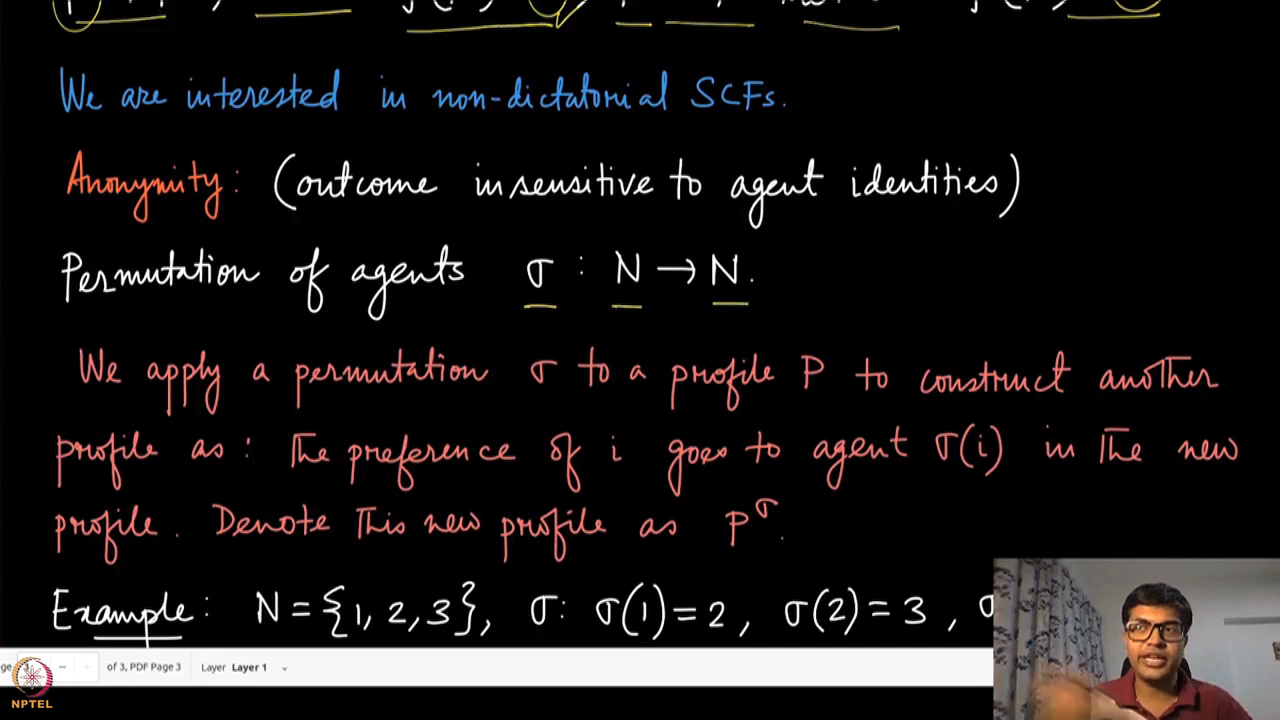 We are interested in non-dictatorial SCFs.
Anonymity: (outcome insensitive to agent identities)
Permutation of agents σ : N → N.
We apply a permutation σ to a profile P to construct another
profile as: The preference of i goes to agent σ(i) in the new
profile. Denote this new profile as P^σ.
Example: N = {1, 2, 3}, σ: σ(1) = 2, σ(2) = 3, σ
of 3, PDF Page 3 Layer Layer 1
NPTEL